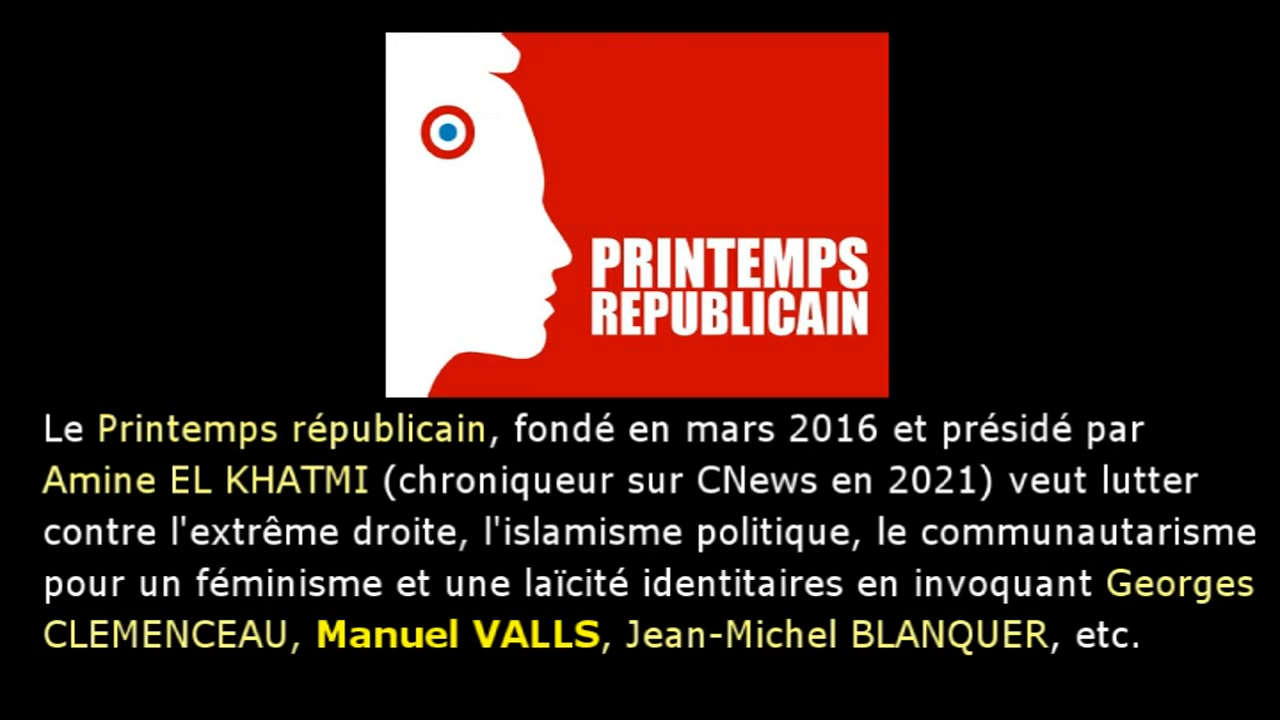 PRINTEMPS
REPUBLICAIN
Le Printemps républicain, fondé en mars 2016 et présidé par
Amine EL KHATMI (chroniqueur sur CNews en 2021) veut lutter
contre l'extrême droite, l'islamisme politique, le communautarisme
pour un féminisme et une laïcité identitaires en invoquant Georges
CLEMENCEAU, Manuel VALLS, Jean-Michel BLANQUER, etc.